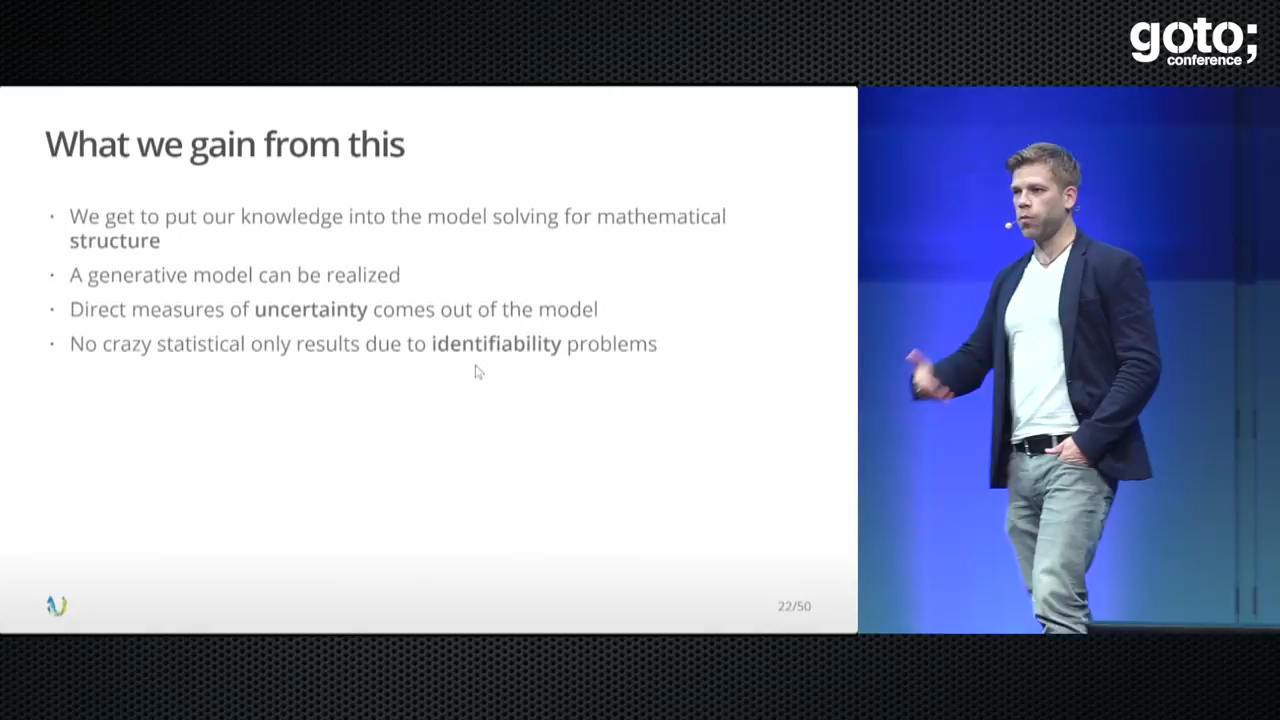 goto;
conference
What we gain from this
· We get to put our knowledge into the model solving for mathematical
structure
· A generative model can be realized
· Direct measures of uncertainty comes out of the model
· No crazy statistical only results due to identifiability problems
22/50